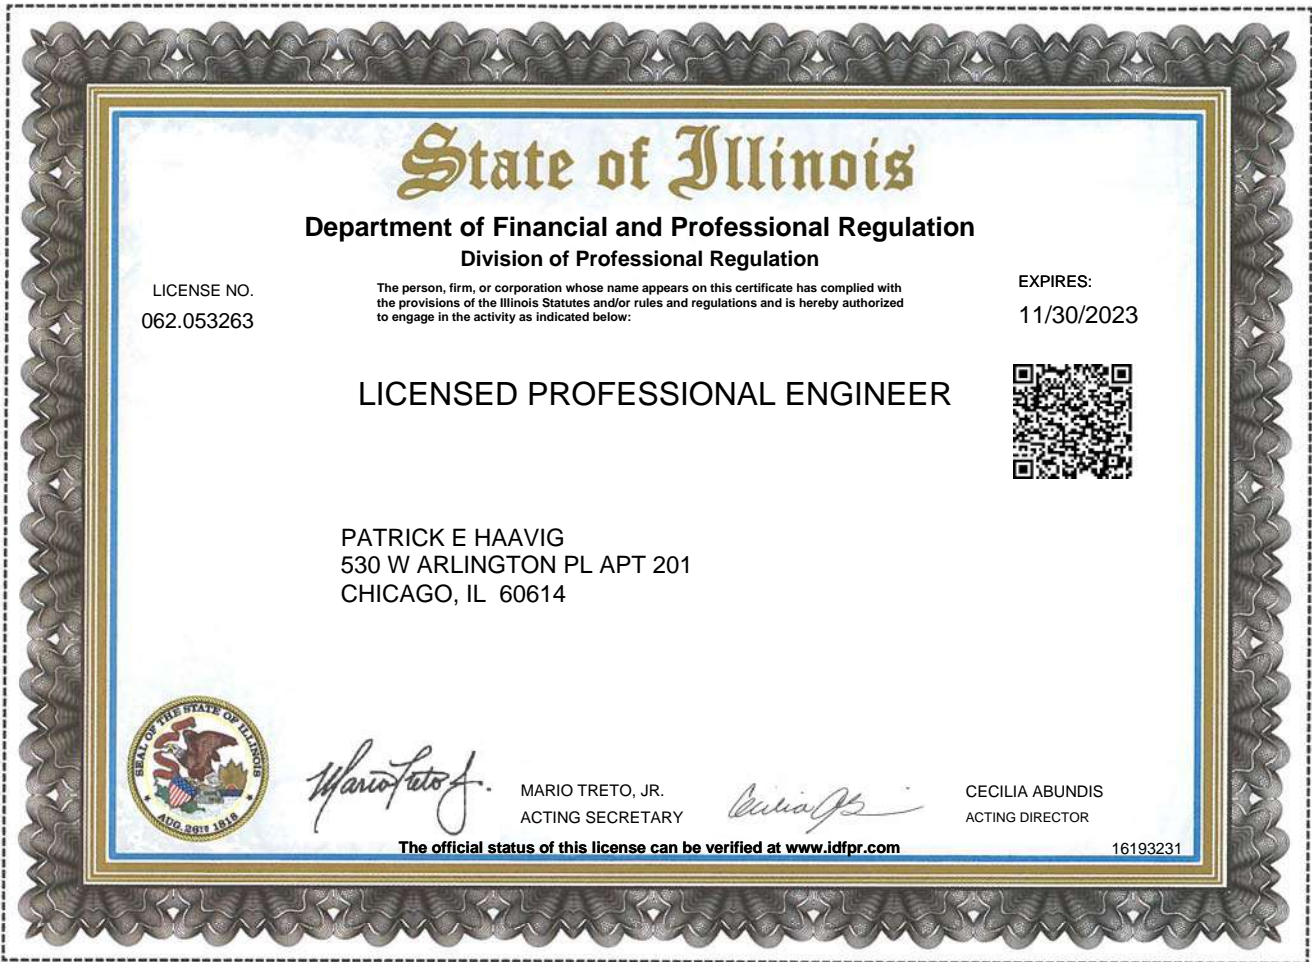 State of Illinois
Department of Financial and Professional Regulation
Division of Professional Regulation
LICENSE NO.
062.053263
The person, firm, or corporation whose name appears on this certificate has complied with
the provisions of the Illinois Statutes and/or rules and regulations and is hereby authorized
to engage in the activity as indicated below:
EXPIRES:
11/30/2023
LICENSED PROFESSIONAL ENGINEER
PATRICK E HAAVIG
530 W ARLINGTON PL APT 201
CHICAGO, IL  60614
SEAL OF THE STATE OF ILLINOIS
AUG. 26TH 1818
Mario Treto Jr.
MARIO TRETO, JR.
ACTING SECRETARY
CECILIA ABUNDIS
ACTING DIRECTOR
The official status of this license can be verified at www.idfpr.com
16193231